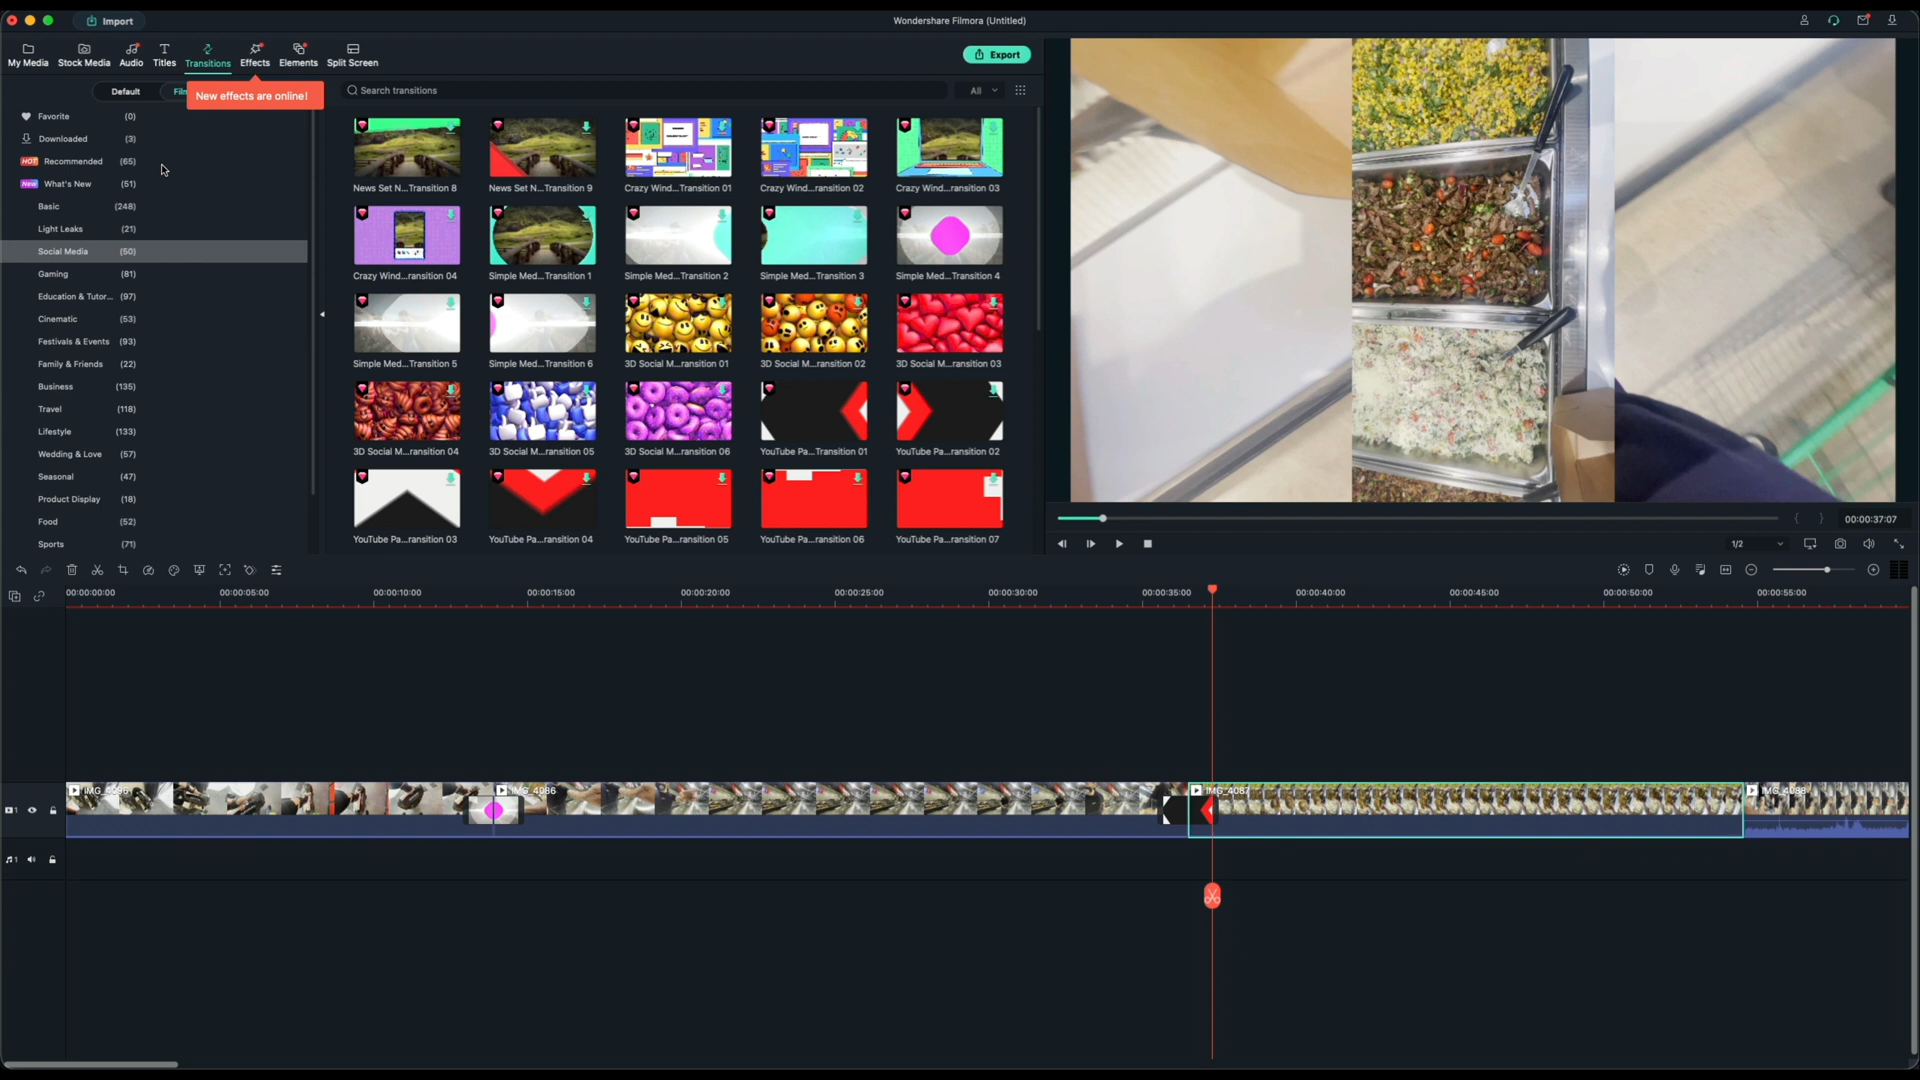 Import
Wondershare Filmora (Untitled)
My Media
Stock Media
Audio
Titles
Transitions
Effects
Elements
Split Screen
Export
Default
New effects are online!
Search transitions
All
Favorite (0)
Downloaded (3)
HOT Recommended (65)
New What's New (51)
Basic (248)
Light Leaks (21)
Social Media (50)
Gaming (81)
Education & Tutor... (97)
Cinematic (53)
Festivals & Events (93)
Family & Friends (22)
Business (135)
Travel (118)
Lifestyle (133)
Wedding & Love (57)
Seasonal (47)
Product Display (18)
Food (52)
Sports (71)
News Set N...Transition 8
News Set N...Transition 9
Crazy Wind...Transition 01
Crazy Wind...ransition 02
Crazy Wind...ransition 03
Crazy Wind...ransition 04
Simple Med...Transition 1
Simple Med...Transition 2
Simple Med...Transition 3
Simple Med...Transition 4
Simple Med...Transition 5
Simple Med...Transition 6
3D Social M...ransition 01
3D Social M...ransition 02
3D Social M...ransition 03
3D Social M...ransition 04
3D Social M...ransition 05
3D Social M...ransition 06
YouTube Pa...Transition 01
YouTube Pa...ransition 02
YouTube Pa...ransition 03
YouTube Pa...ransition 04
YouTube Pa...ransition 05
YouTube Pa...ransition 06
YouTube Pa...ransition 07
{ } 00:00:37:07
1/2
00:00:00:00
00:00:05:00
00:00:10:00
00:00:15:00
00:00:20:00
00:00:25:00
00:00:30:00
00:00:35:00
00:00:40:00
00:00:45:00
00:00:50:00
00:00:55:00
IMG_4096
IMG_4086
IMG_4087
IMG_4088
1
1